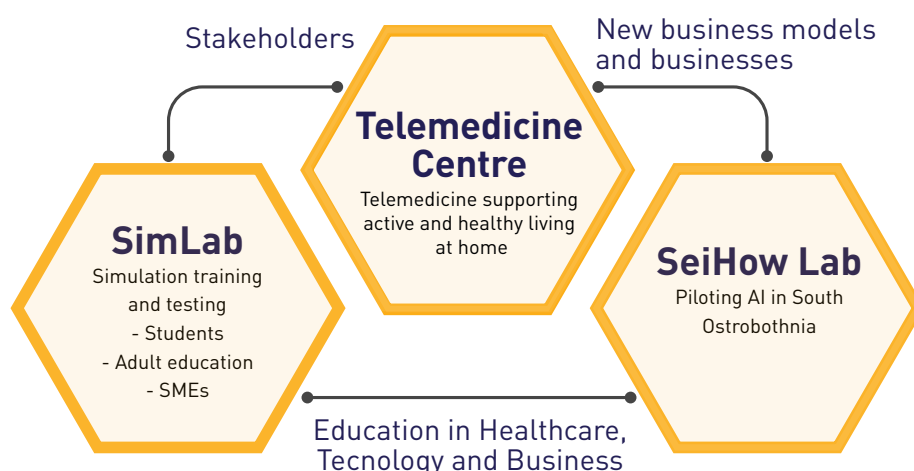 Stakeholders
New business models
and businesses
Telemedicine
Centre
Telemedicine supporting
active and healthy living
at home
SimLab
Simulation training
and testing
- Students
- Adult education
- SMEs
SeiHow Lab
Piloting AI in South
Ostrobothnia
Education in Healthcare,
Tecnology and Business